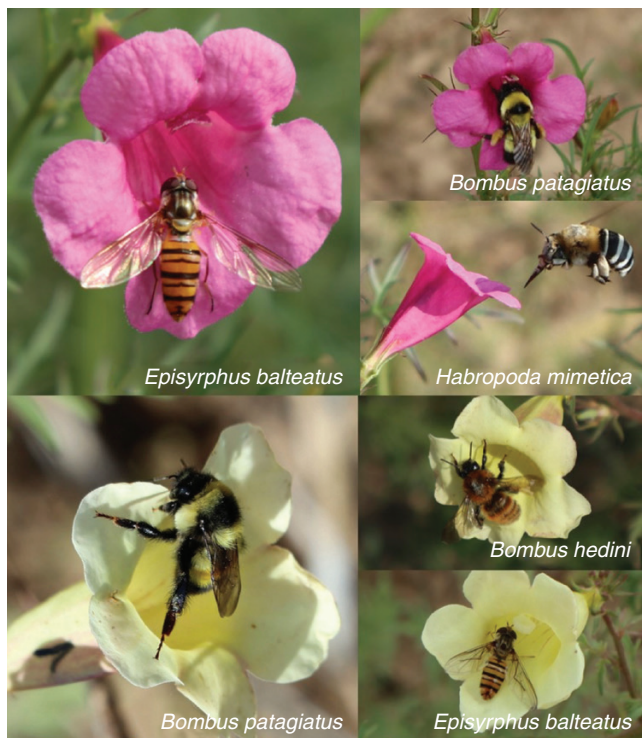 Bombus patagiatus
Episyrphus balteatus
Habropoda mimetica
Bombus hedini
Bombus patagiatus
Episyrphus balteatus